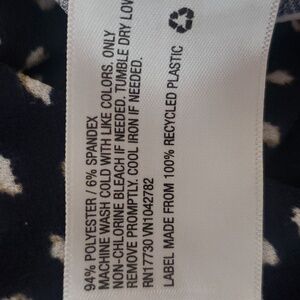 94% POLYESTER / 6% SPANDEX
MACHINE WASH COLD WITH LIKE COLORS. ONLY
NON-CHLORINE BLEACH IF NEEDED. TUMBLE DRY LOW
REMOVE PROMPTLY. COOL IRON IF NEEDED.
RN17730 VN1042782
LABEL MADE FROM 100% RECYCLED PLASTIC